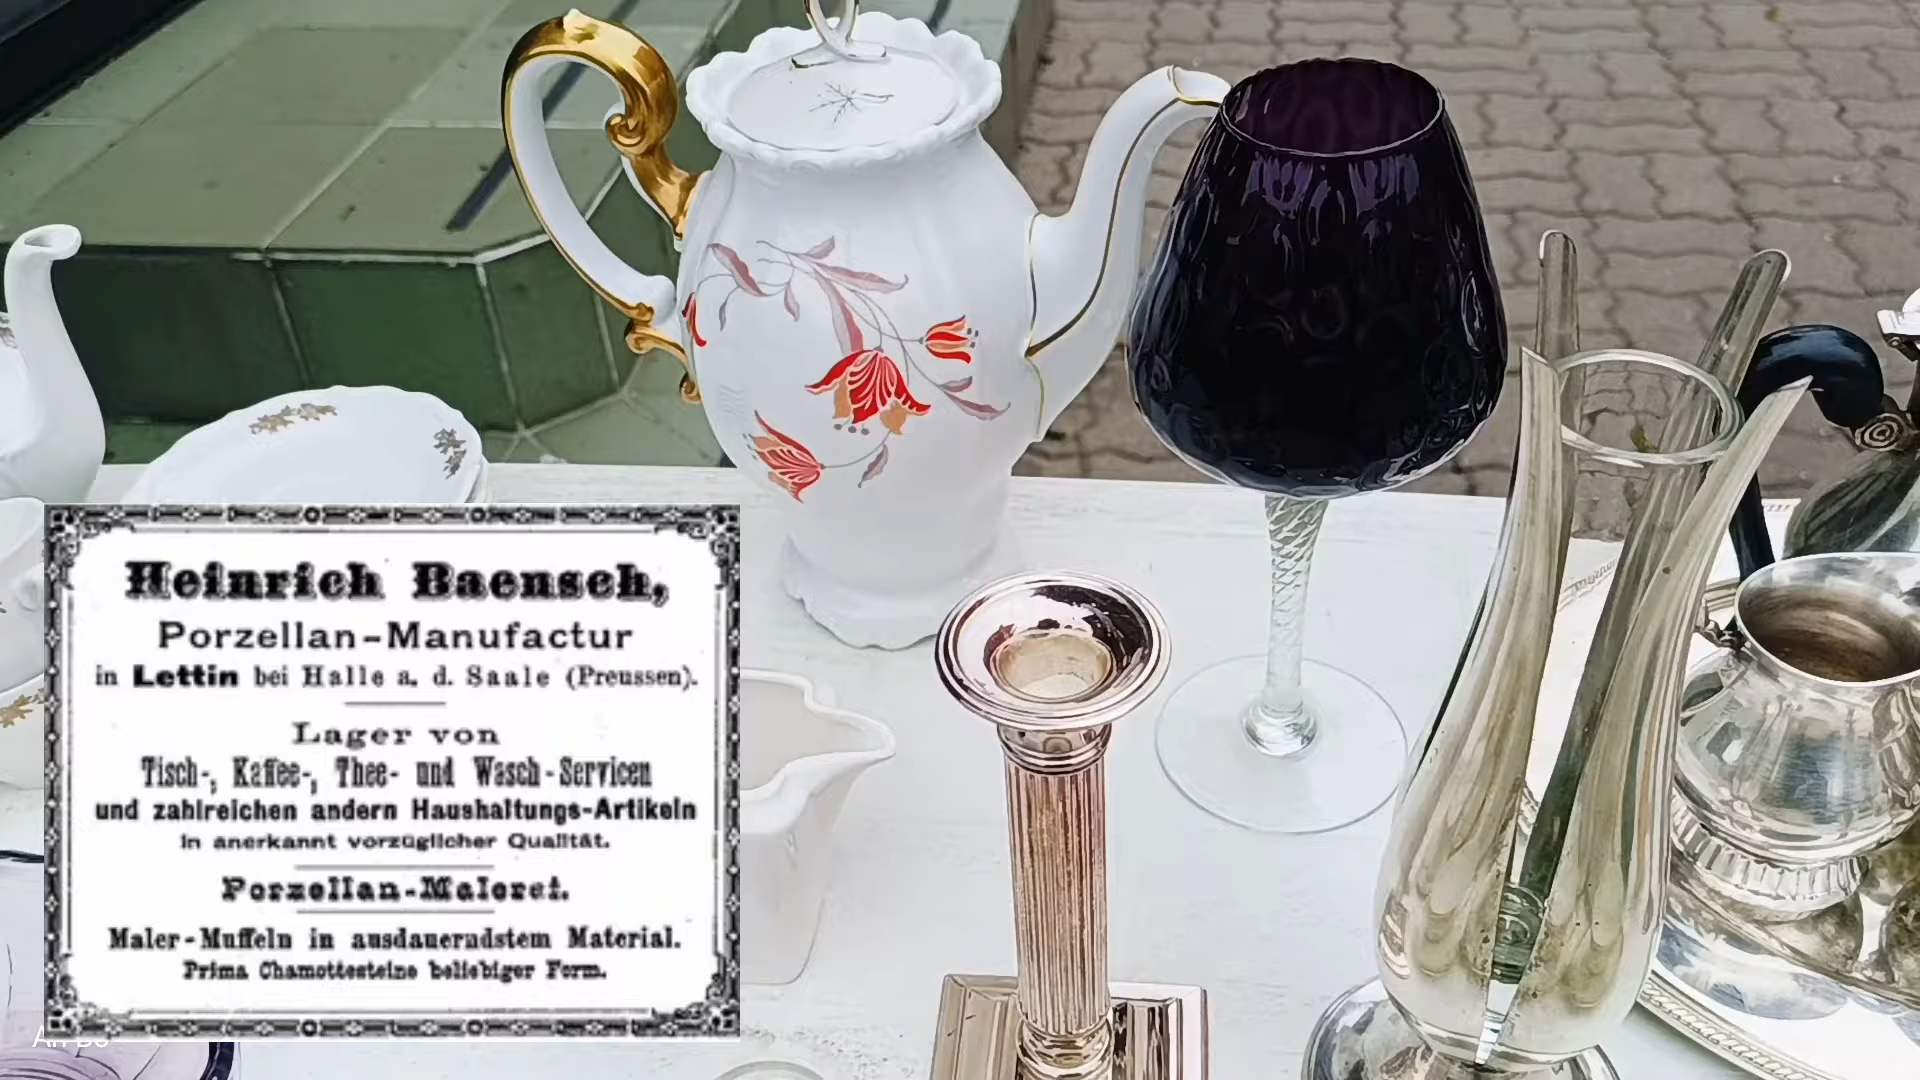 Heinrich Baensch,
Porzellan-Manufactur
in Lettin bei Halle a. d. Saale (Preussen).
Lager von
Tisch-, Kaffee-, Thee- und Wasch-Servicen
und zahlreichen andern Haushaltungs-Artikeln
in anerkannt vorzüglicher Qualität.
Porzellan-Malerei.
Maler-Muffeln in ausdauerndstem Material.
Prima Chamottesteine beliebiger Form.